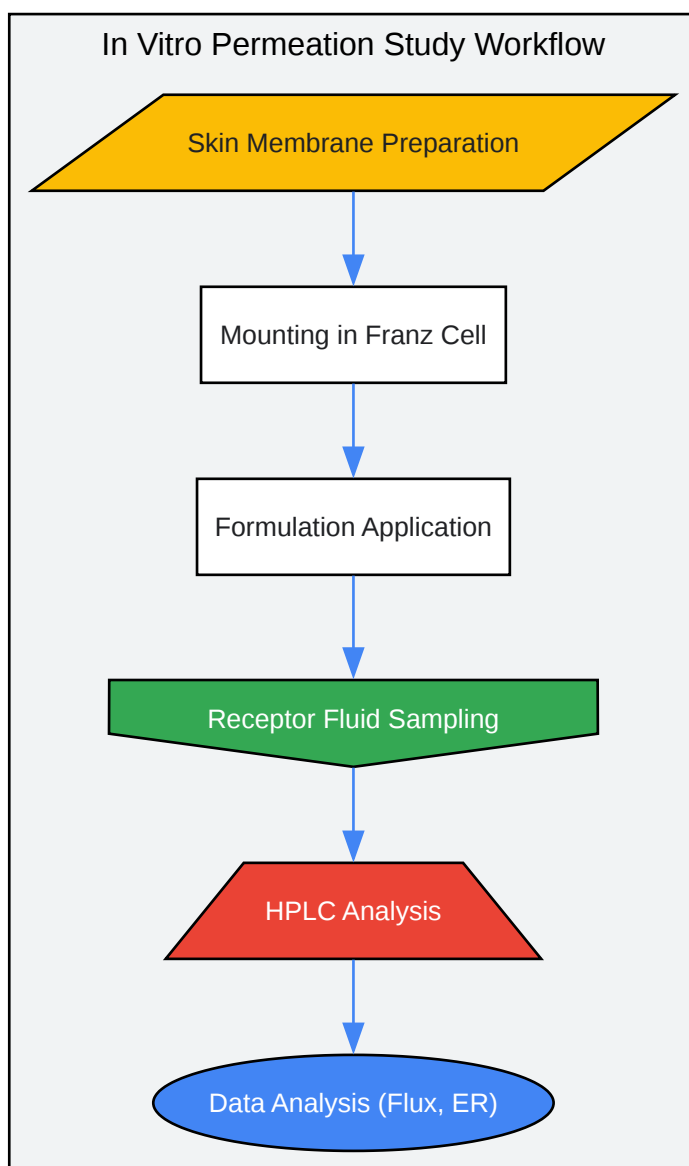 In Vitro Permeation Study Workflow
Skin Membrane Preparation
Mounting in Franz Cell
Formulation Application
Receptor Fluid Sampling
HPLC Analysis
Data Analysis (Flux, ER)